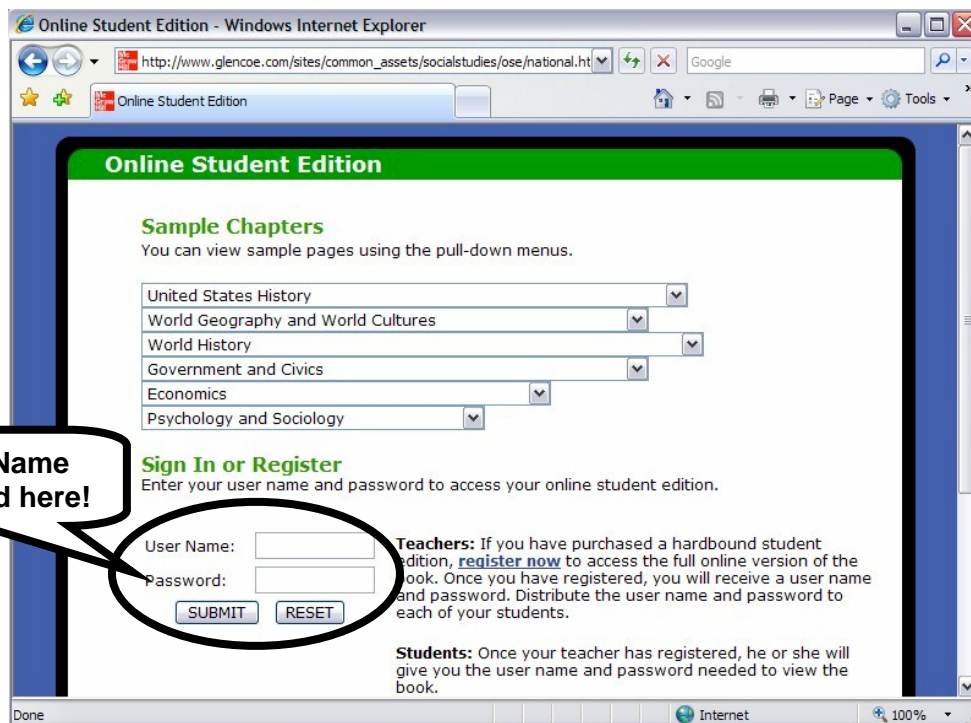 Online Student Edition - Windows Internet Explorer
http://www.glencoe.com/sites/common_assets/socialstudies/ose/national.ht
Google
Online Student Edition
Page
Tools
Online Student Edition
Sample Chapters
You can view sample pages using the pull-down menus.
United States History
World Geography and World Cultures
World History
Government and Civics
Economics
Psychology and Sociology
Name
d here!
Sign In or Register
Enter your user name and password to access your online student edition.
User Name:
Password:
SUBMIT RESET
Teachers: If you have purchased a hardbound student
edition, register now to access the full online version of the
book. Once you have registered, you will receive a user name
and password. Distribute the user name and password to
each of your students.
Students: Once your teacher has registered, he or she will
give you the user name and password needed to view the
book.
Done
Internet
100%